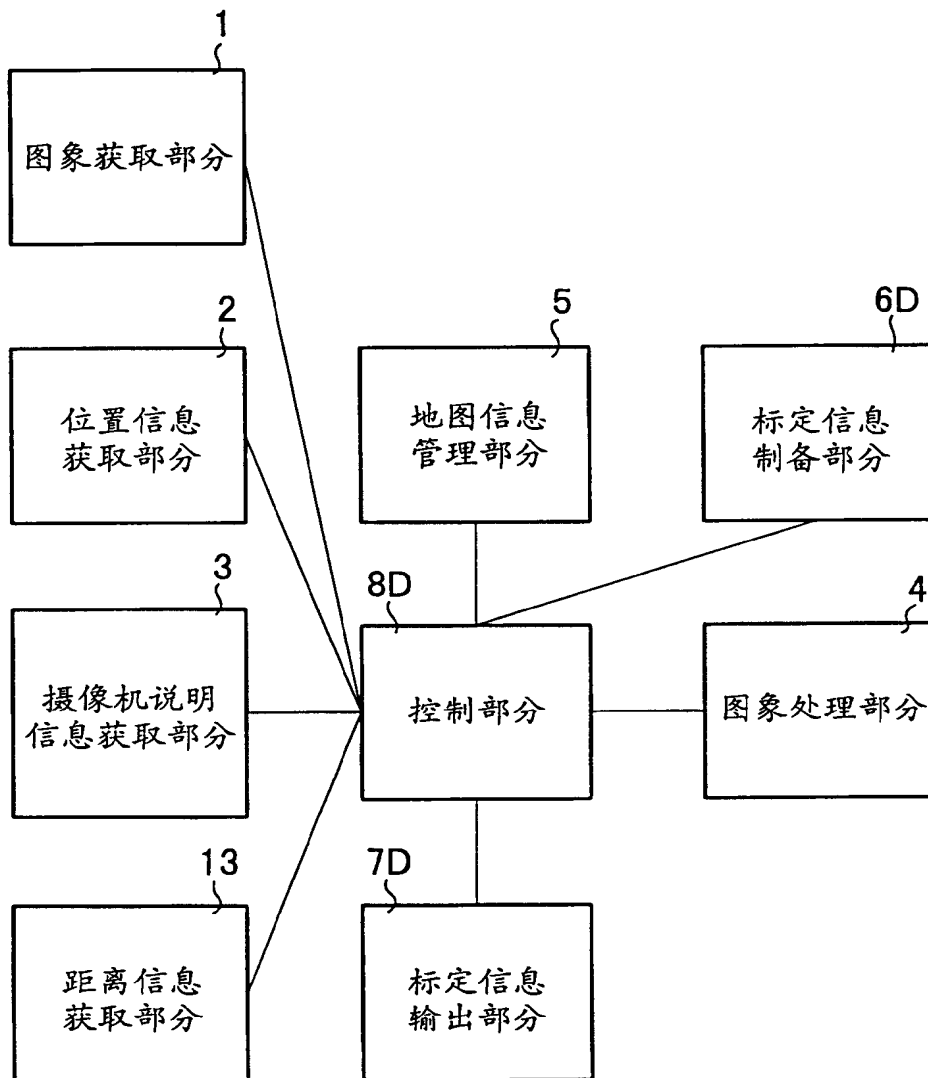 1
图象获取部分
2
位置信息
获取部分
5
地图信息
管理部分
6D
标定信息
制备部分
3
摄像机说明
信息获取部分
8D
控制部分
4
图象处理部分
13
距离信息
获取部分
7D
标定信息
输出部分